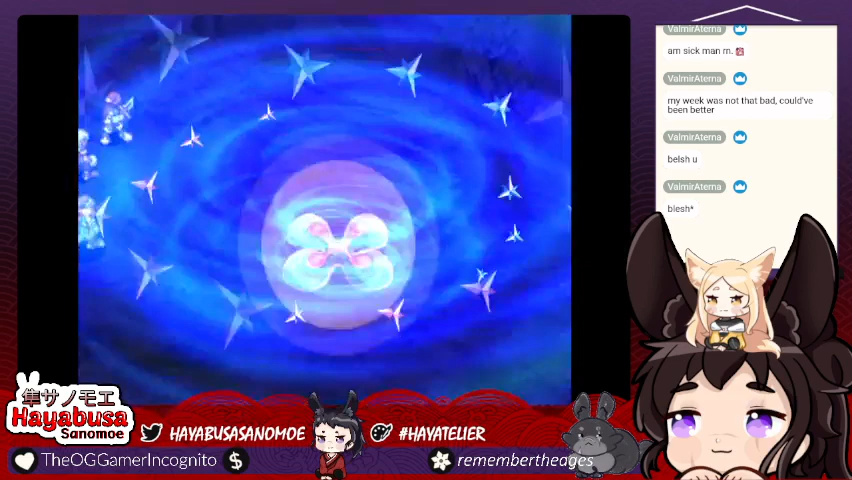 ValmirAterna
am sick man rn.
ValmirAterna
my week was not that bad, could've
been better
ValmirAterna
belsh u
ValmirAterna
blesh*
隼サノモエ
Hayabusa
Sanomoe
HAYABUSASANOMOE
#HAYATELIER
TheOGGamerIncognito
$
remembertheages